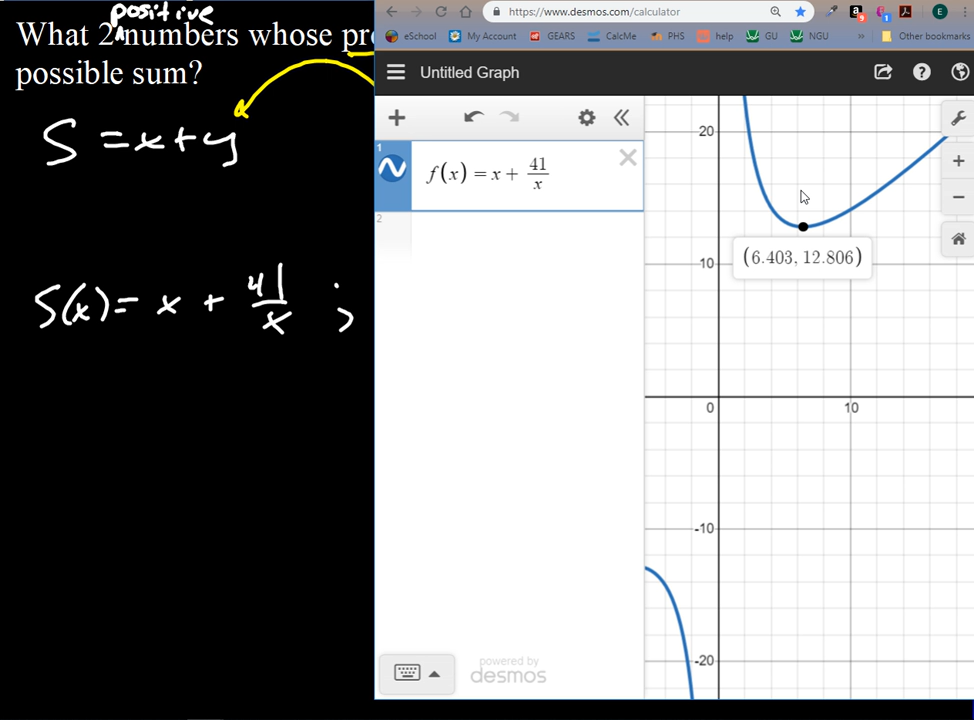 positive
What 2 numbers whose pr
possible sum?
S = x + y
S(x) = x + 41/x ;
https://www.desmos.com/calculator
eSchool My Account GEARS CalcMe PHS help GU NGU » Other bookmarks
Untitled Graph
1
f(x) = x + 41/x
2
powered by
desmos
20
10
(6.403, 12.806)
0 10
-10
-20